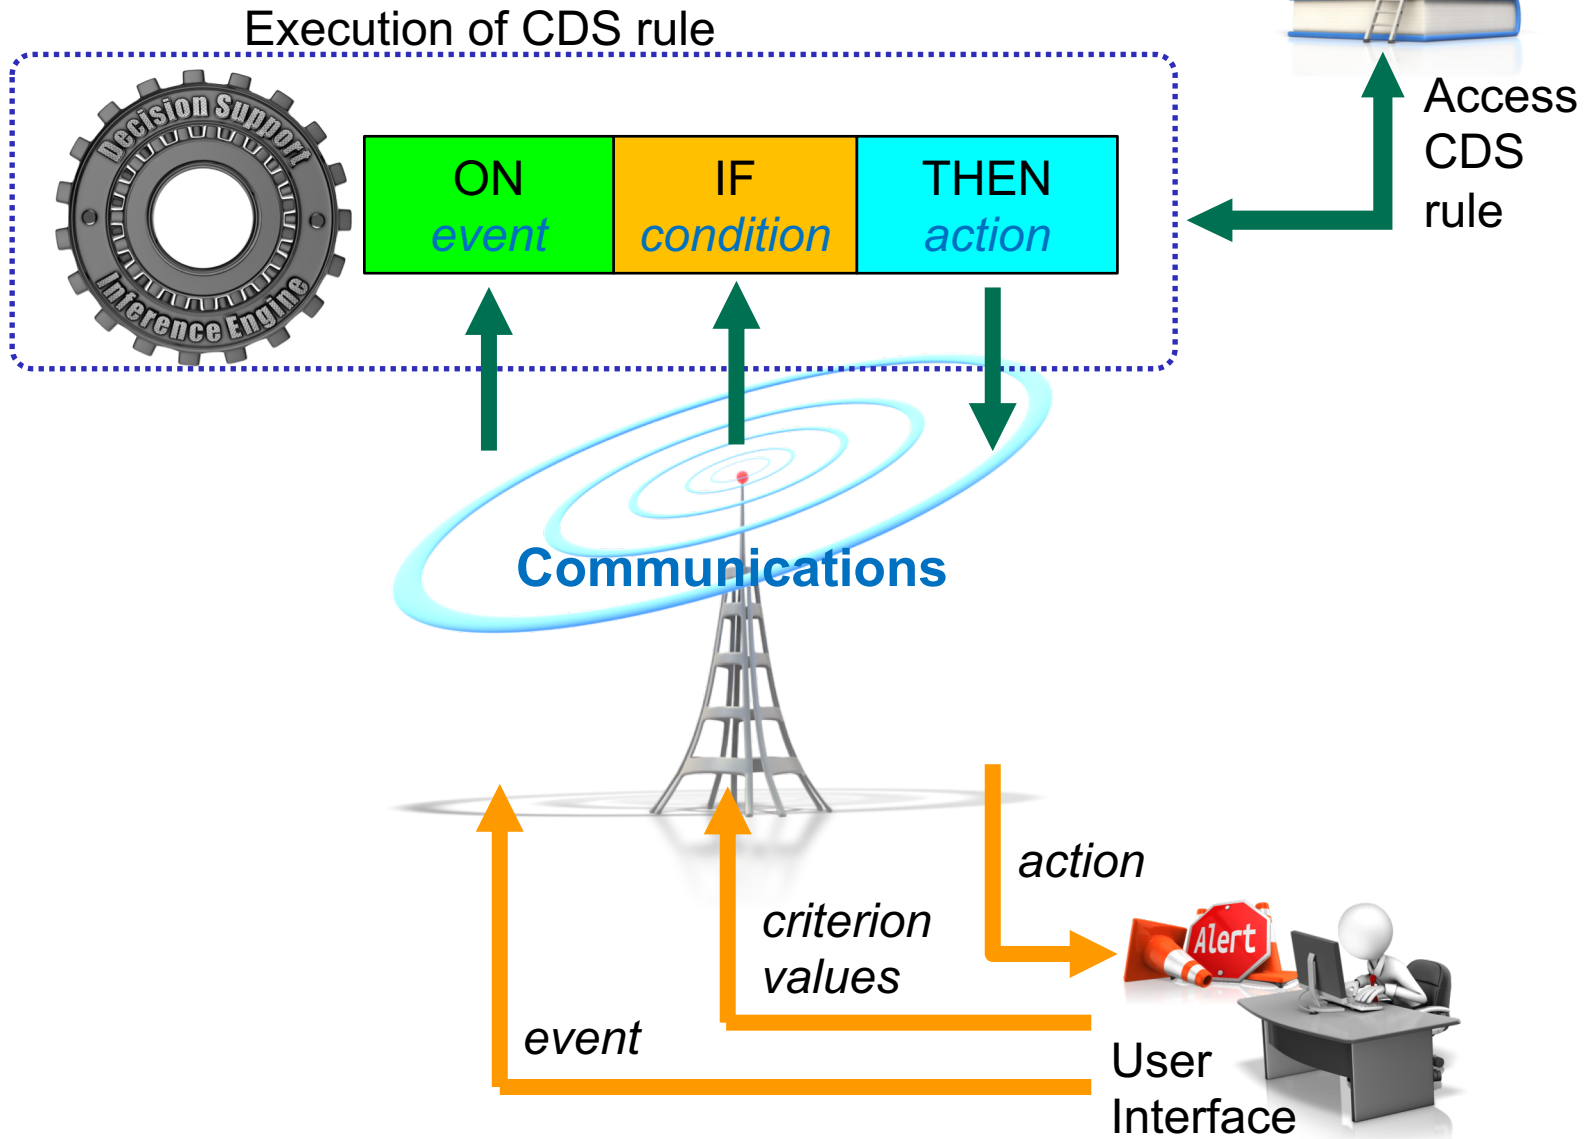 Execution of CDS rule
Access
CDS
rule
Decision Support
Inference Engine
ON
event
IF
condition
THEN
action
Communications
action
criterion
values
event
Alert
User
Interface